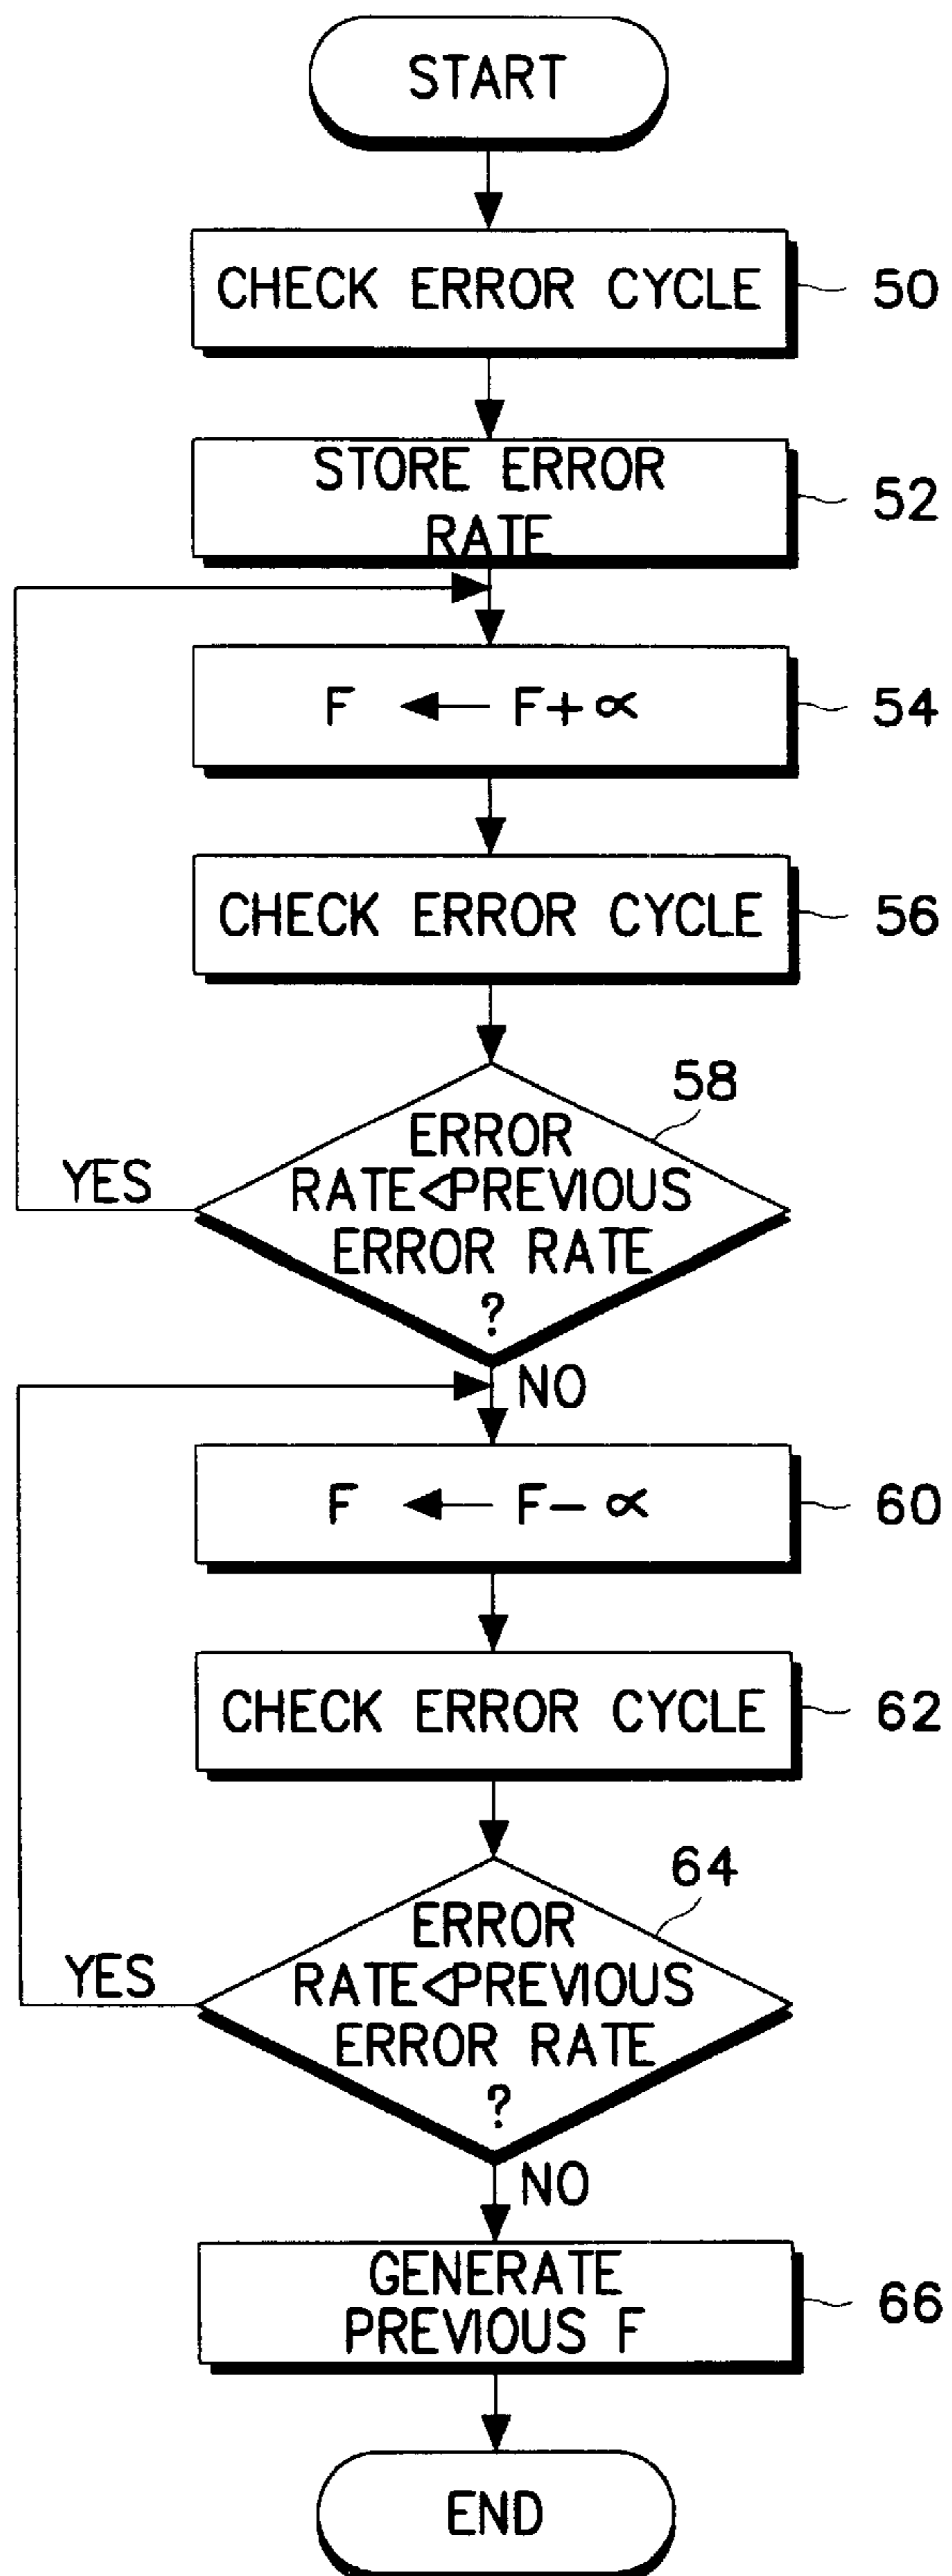 START
CHECK ERROR CYCLE
50
STORE ERROR
RATE
52
F ← F+∝
54
CHECK ERROR CYCLE
56
58
ERROR
RATE<PREVIOUS
ERROR RATE
?
YES
NO
F ← F-∝
60
CHECK ERROR CYCLE
62
64
ERROR
RATE<PREVIOUS
ERROR RATE
?
YES
NO
GENERATE
PREVIOUS F
66
END